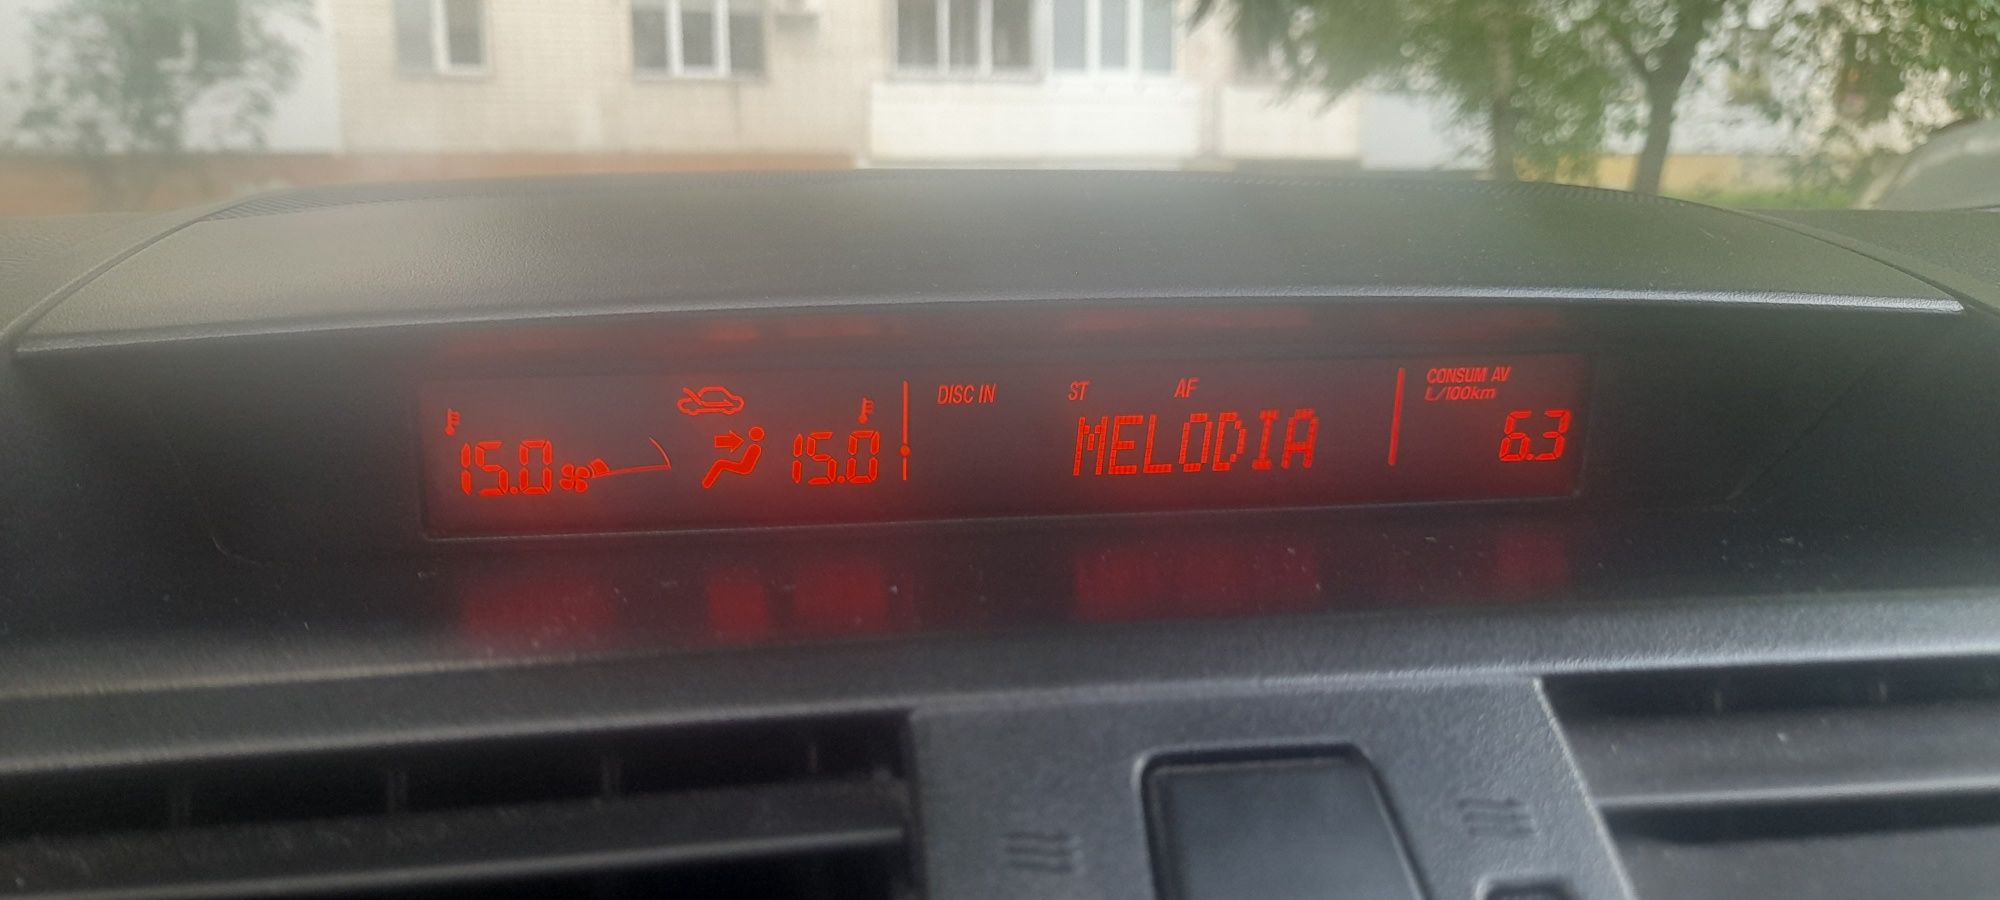 15.0 15.0
DISC IN ST AF
MELODIA
CONSUM AV
L/100km
6.3